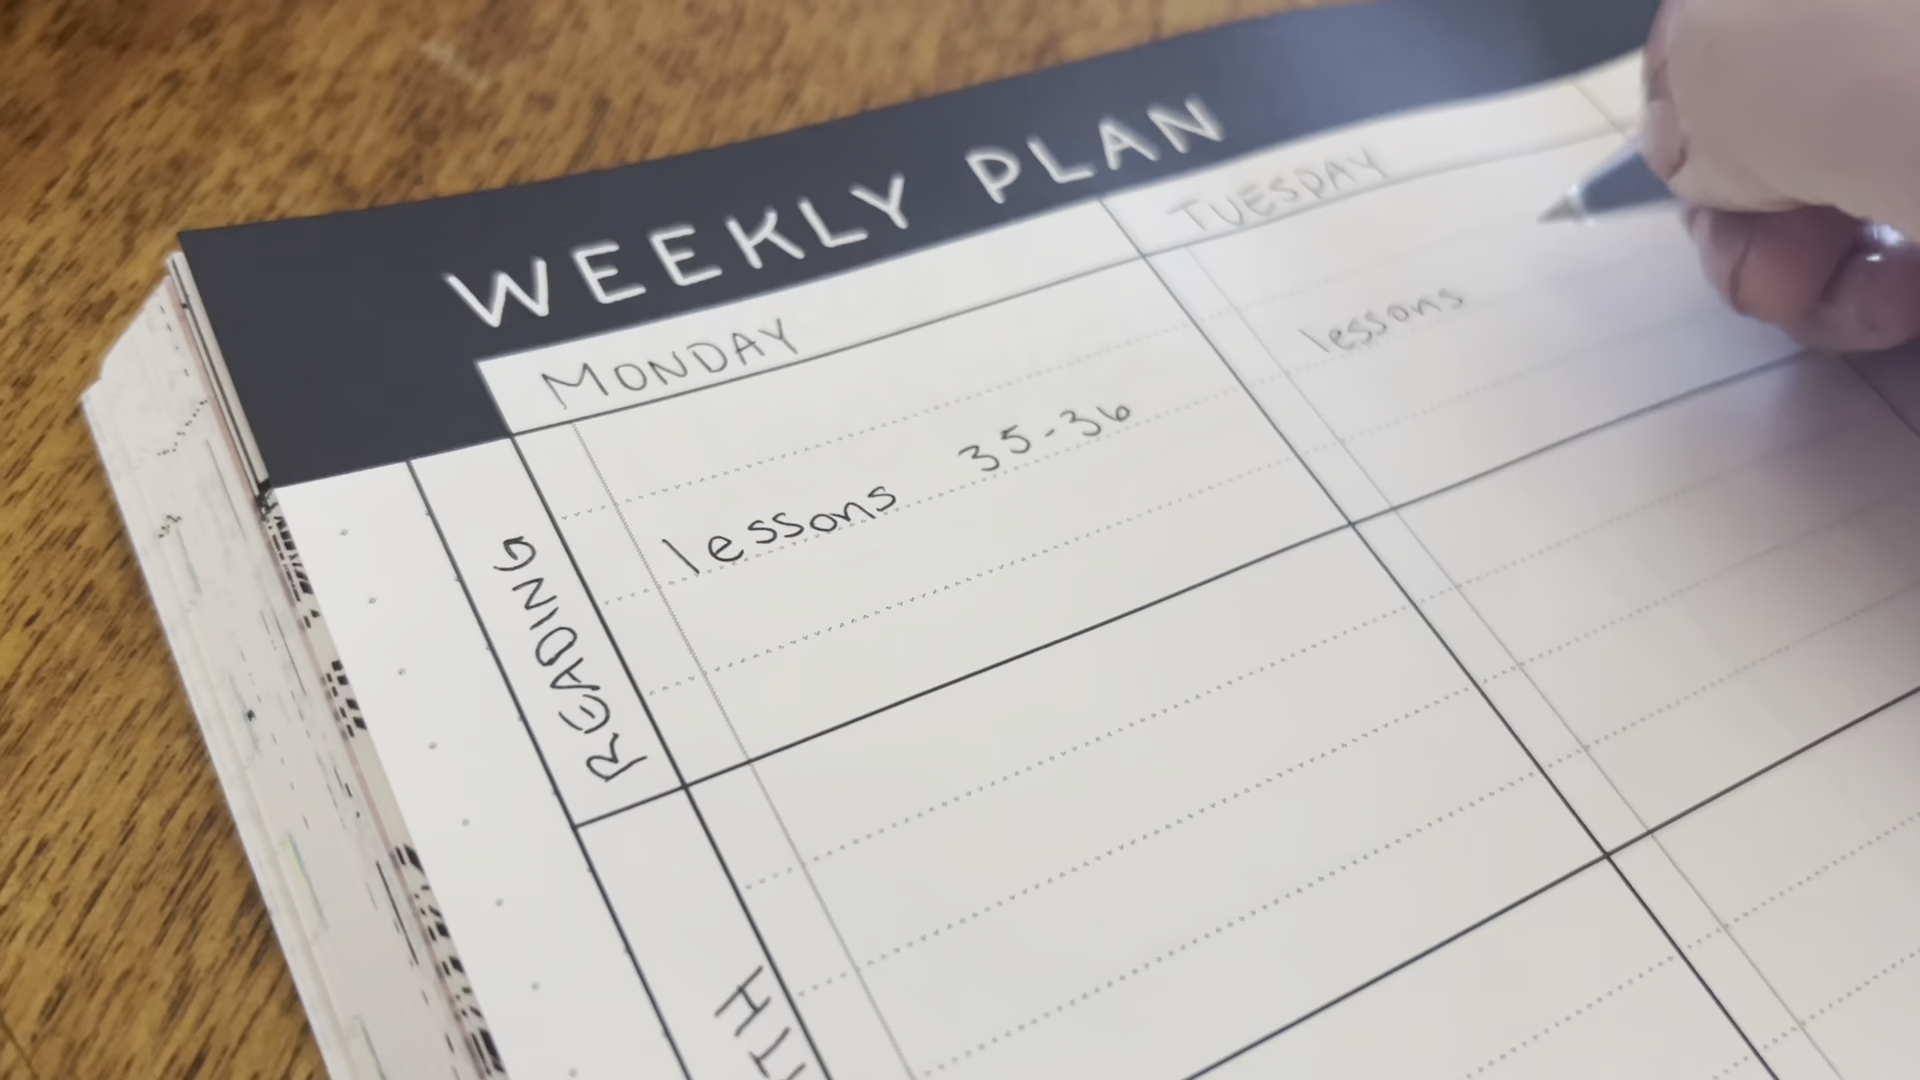 WEEKLY PLAN
MONDAY
TUESDAY
READING
lessons 35-36
lessons